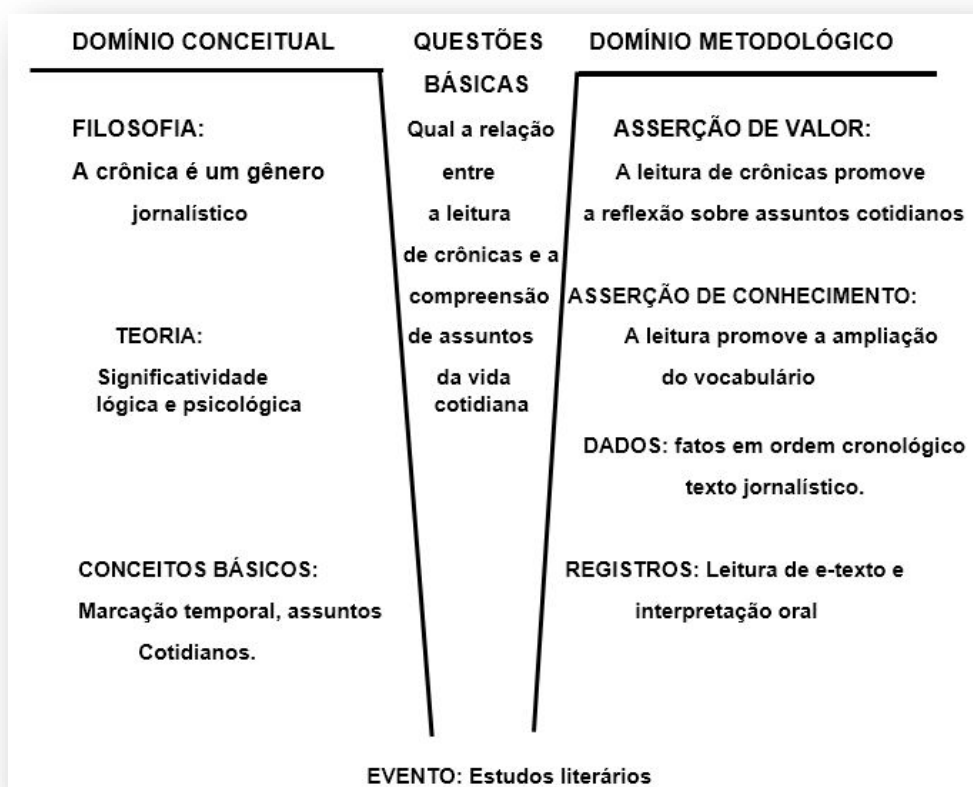 DOMÍNIO CONCEITUAL
FILOSOFIA:
A crônica é um gênero
jornalístico
TEORIA:
Significatividade
lógica e psicológica
CONCEITOS BÁSICOS:
Marcação temporal, assuntos
Cotidianos.
QUESTÕES
BÁSICAS
Qual a relação
entre
a leitura
de crônicas e a
compreensão
de assuntos
da vida
cotidiana
DOMÍNIO METODOLÓGICO
ASSERÇÃO DE VALOR:
A leitura de crônicas promove
a reflexão sobre assuntos cotidianos
ASSERÇÃO DE CONHECIMENTO:
A leitura promove a ampliação
do vocabulário
DADOS: fatos em ordem cronológico
texto jornalístico.
REGISTROS: Leitura de e-texto e
interpretação oral
EVENTO: Estudos literários